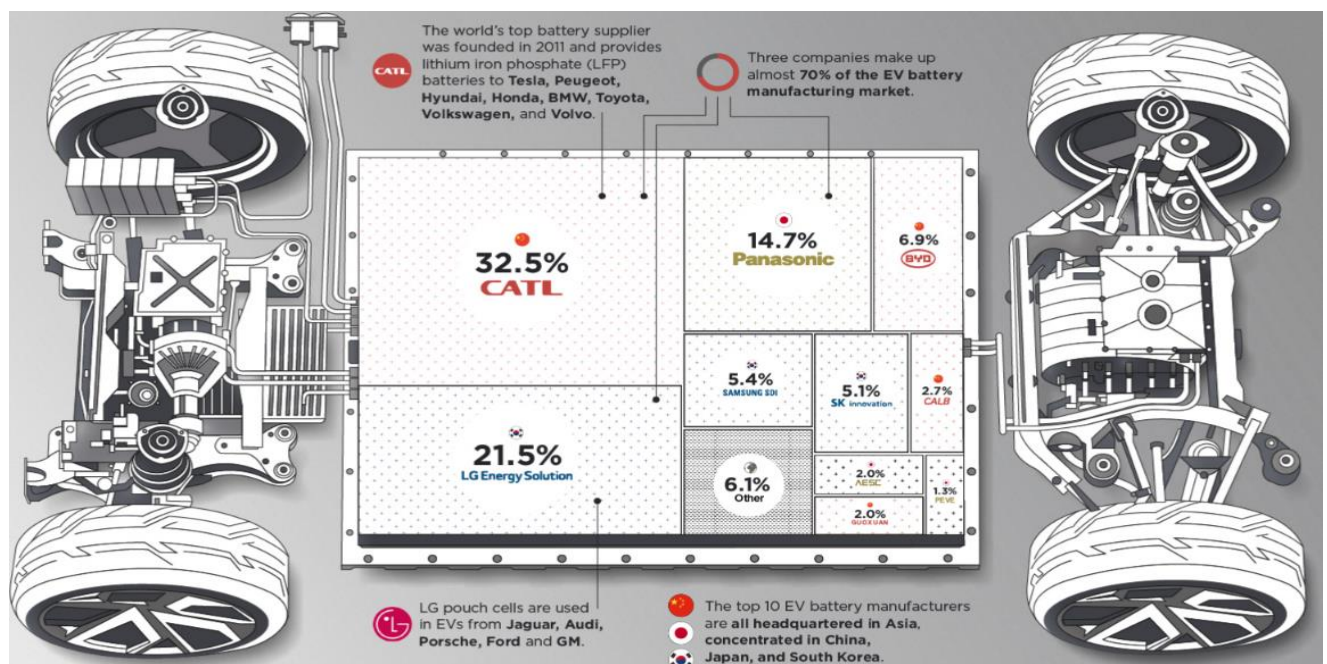 CATL
The world's top battery supplier
was founded in 2011 and provides
lithium iron phosphate (LFP)
batteries to Tesla, Peugeot,
Hyundai, Honda, BMW, Toyota,
Volkswagen, and Volvo.
Three companies make up
almost 70% of the EV battery
manufacturing market.
32.5%
CATL
14.7%
Panasonic
6.9%
BYD
21.5%
LG Energy Solution
5.4%
SAMSUNG SDI
5.1%
SK innovation
2.7%
CALB
6.1%
Other
2.0%
AESC
2.0%
GUOXUAN
1.3%
PEVE
LG pouch cells are used
in EVs from Jaguar, Audi,
Porsche, Ford and GM.
The top 10 EV battery manufacturers
are all headquartered in Asia,
concentrated in China,
Japan, and South Korea.